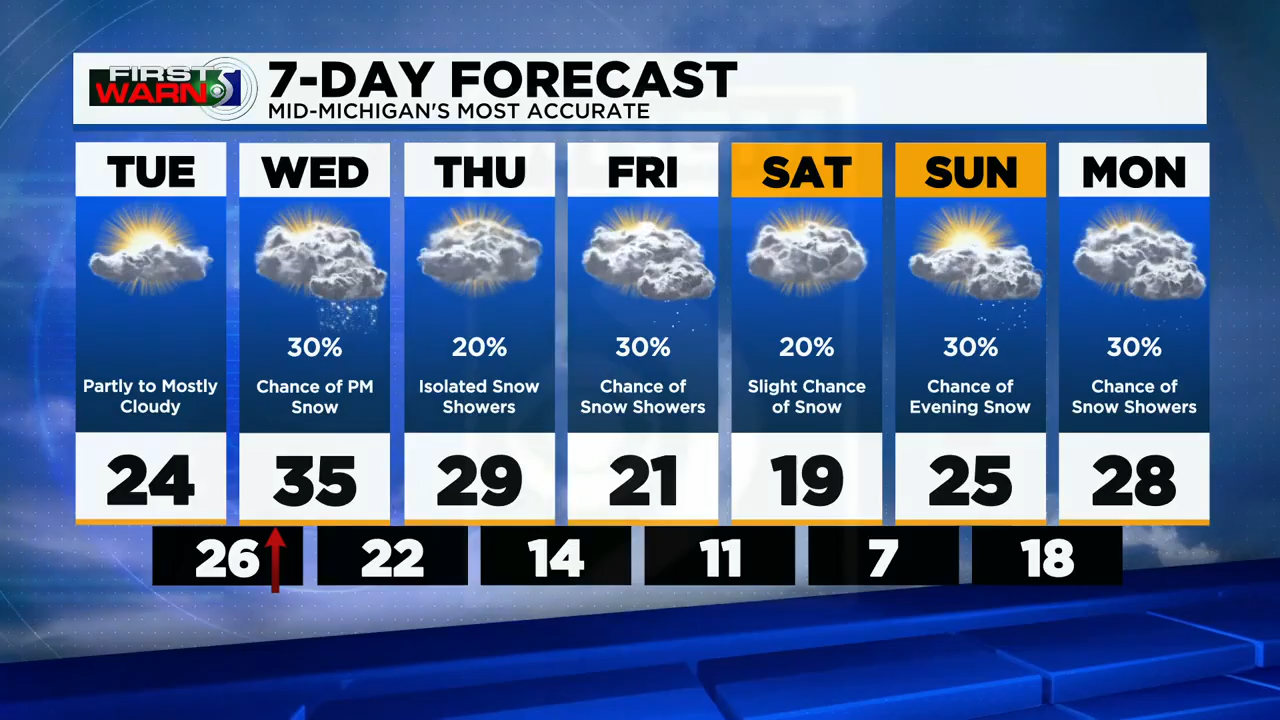 FIRST
WARN 5
7-DAY FORECAST
MID-MICHIGAN'S MOST ACCURATE
TUE
WED
THU
FRI
SAT
SUN
MON
30%
20%
30%
20%
30%
30%
Partly to Mostly
Cloudy
Chance of PM
Snow
Isolated Snow
Showers
Chance of
Snow Showers
Slight Chance
of Snow
Chance of
Evening Snow
Chance of
Snow Showers
24
35
29
21
19
25
28
26
22
14
11
7
18